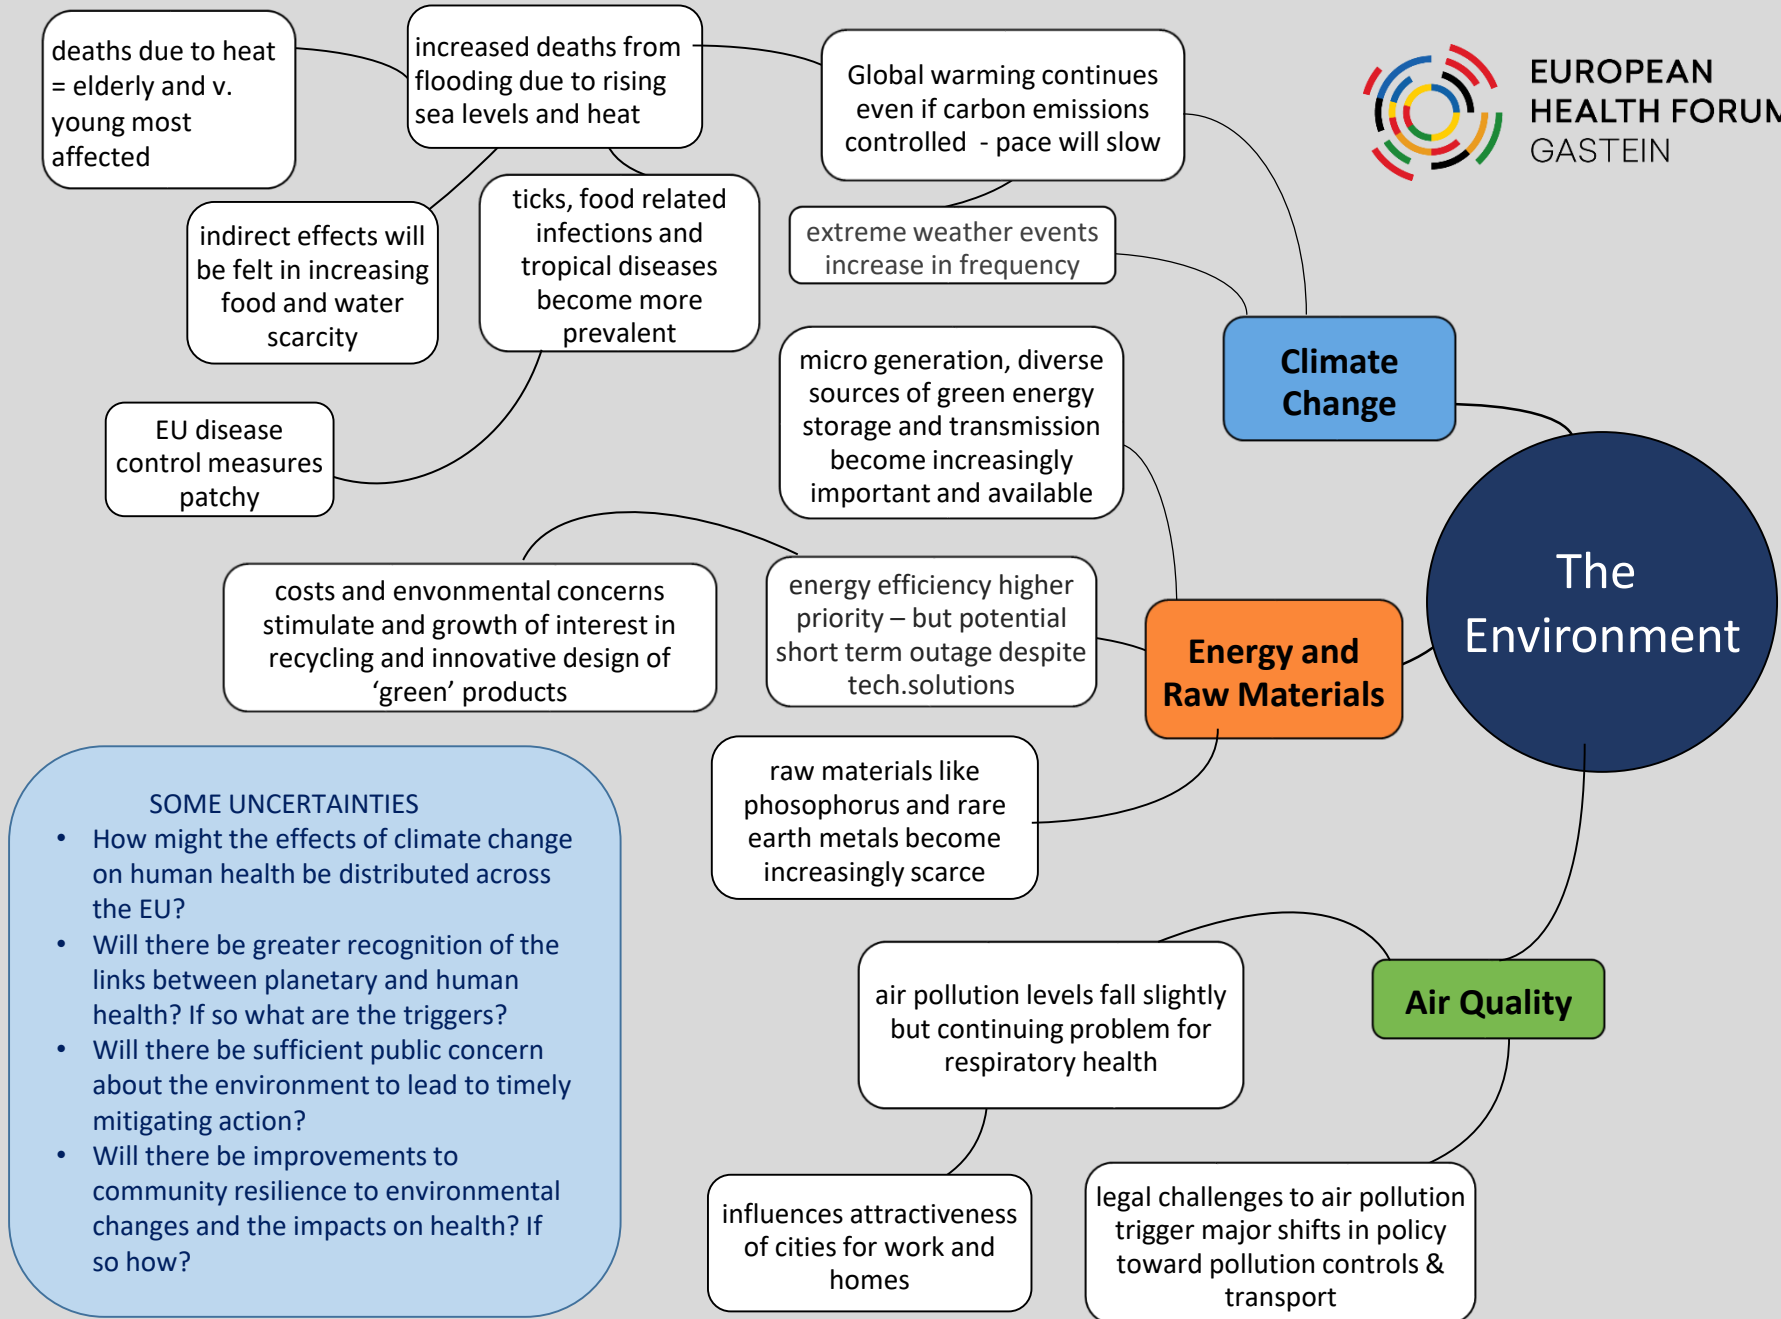 deaths due to heat
= elderly and v.
young most
affected
increased deaths from
flooding due to rising
sea levels and heat
Global warming continues
even if carbon emissions
controlled - pace will slow
EUROPEAN
HEALTH FORUM
GASTEIN
indirect effects will
be felt in increasing
food and water
scarcity
ticks, food related
infections and
tropical diseases
become more
prevalent
extreme weather events
increase in frequency
EU disease
control measures
patchy
micro generation, diverse
sources of green energy
storage and transmission
become increasingly
important and available
Climate
Change
The
Environment
costs and envonmental concerns
stimulate and growth of interest in
recycling and innovative design of
‘green’ products
energy efficiency higher
priority – but potential
short term outage despite
tech.solutions
Energy and
Raw Materials
raw materials like
phosophorus and rare
earth metals become
increasingly scarce
SOME UNCERTAINTIES
• How might the effects of climate change
on human health be distributed across
the EU?
• Will there be greater recognition of the
links between planetary and human
health? If so what are the triggers?
• Will there be sufficient public concern
about the environment to lead to timely
mitigating action?
• Will there be improvements to
community resilience to environmental
changes and the impacts on health? If
so how?
air pollution levels fall slightly
but continuing problem for
respiratory health
Air Quality
influences attractiveness
of cities for work and
homes
legal challenges to air pollution
trigger major shifts in policy
toward pollution controls &
transport